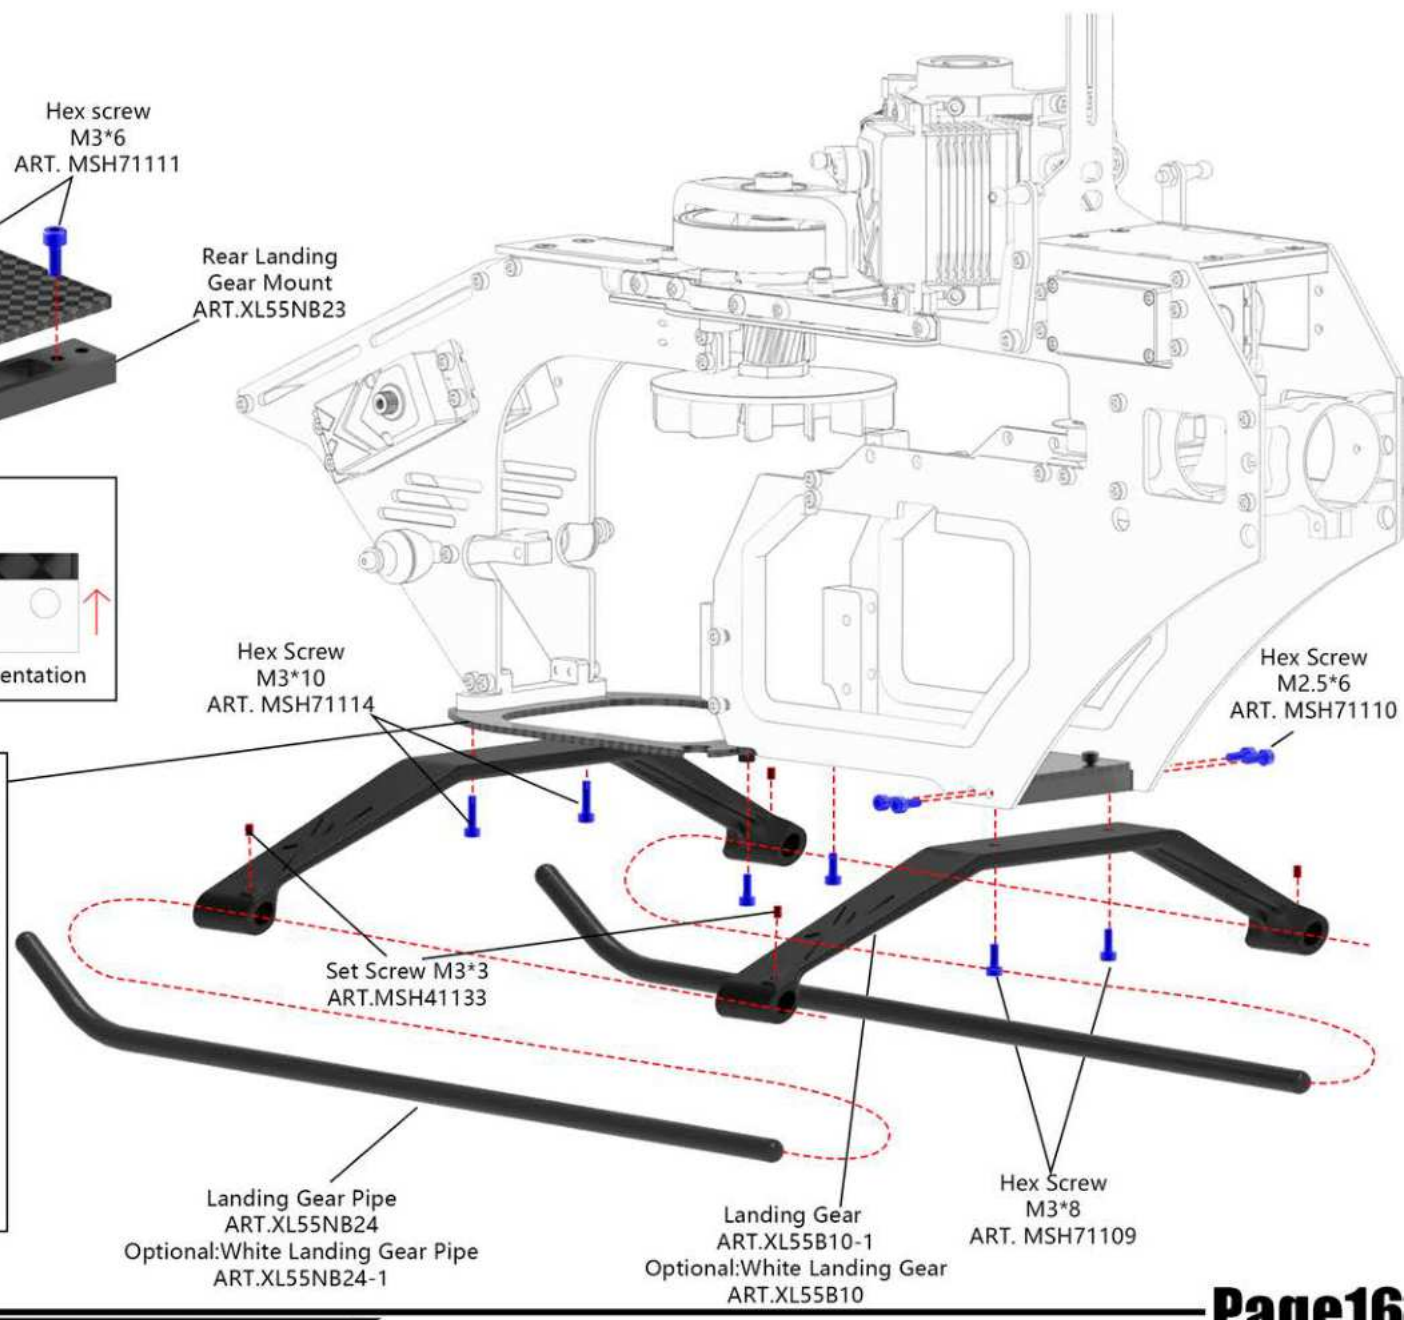 Hex screw
M3*6
ART. MSH71111
Rear Landing
Gear Mount
ART.XL55NB23
entation
Hex Screw
M3*10
ART. MSH71114
Hex Screw
M2.5*6
ART. MSH71110
Set Screw M3*3
ART.MSH41133
Landing Gear Pipe
ART.XL55NB24
Optional:White Landing Gear Pipe
ART.XL55NB24-1
Landing Gear
ART.XL55B10-1
Optional:White Landing Gear
ART.XL55B10
Hex Screw
M3*8
ART. MSH71109
Page16